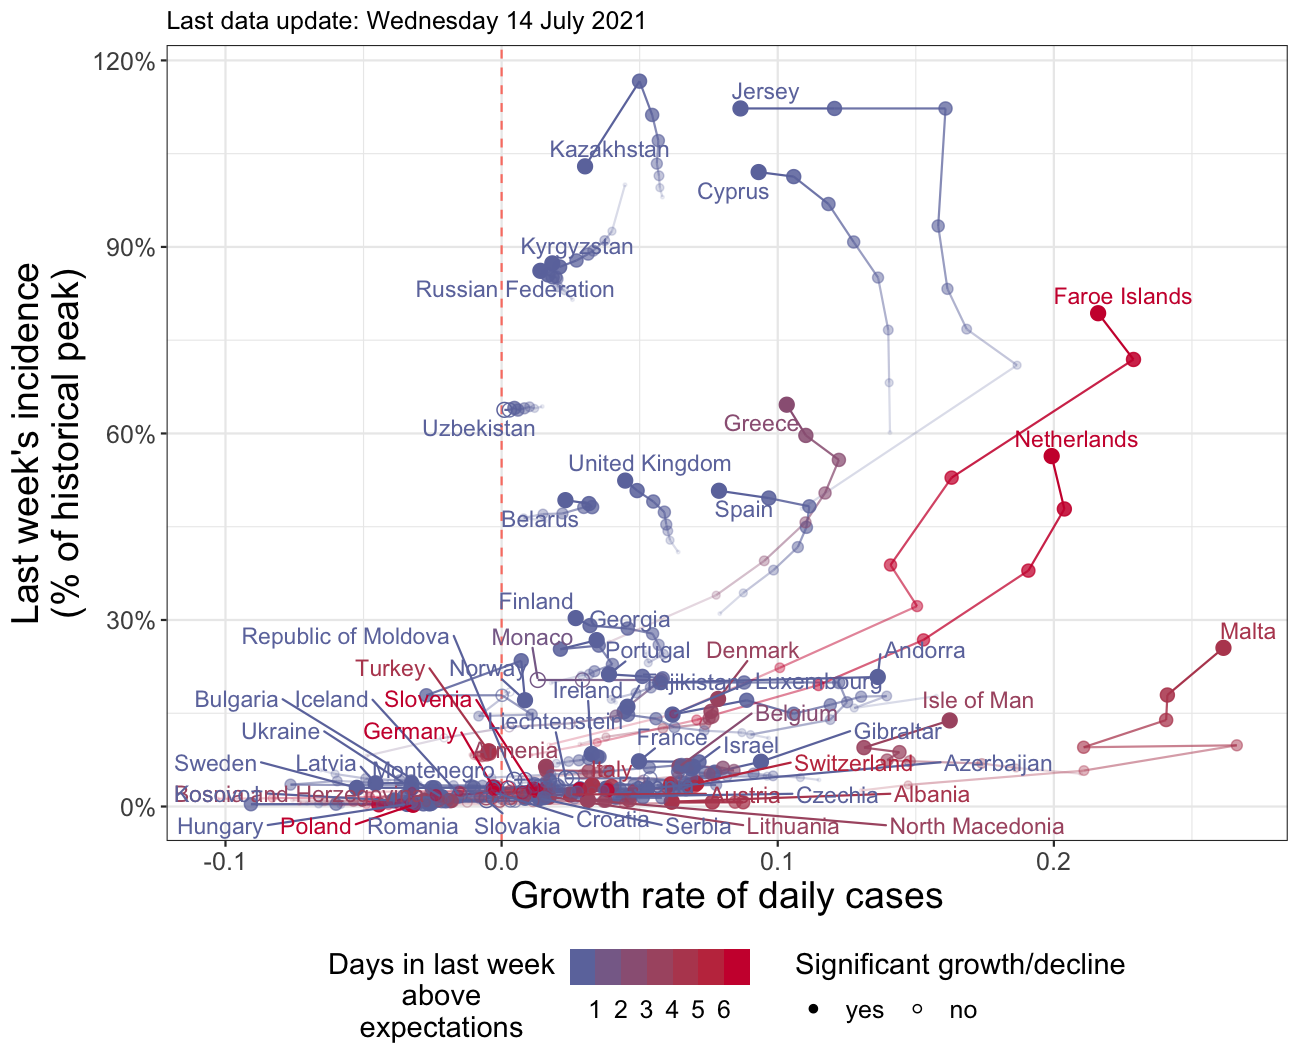 Last data update: Wednesday 14 July 2021
120%
90%
60%
30%
0%
Last week's incidence
(% of historical peak)
Jersey
Kazakhstan
Cyprus
Kyrgyzstan
Russian Federation
Faroe Islands
Greece
Uzbekistan
Netherlands
United Kingdom
Spain
Belarus
Finland
Georgia
Republic of Moldova
Monaco
Malta
Portugal
Denmark
Andorra
Turkey
Norway
Tajikistan
Luxembourg
Bulgaria
Iceland
Slovenia
Ireland
Isle of Man
Belgium
Ukraine
Germany
Liechtenstein
Gibraltar
France
Israel
Armenia
Sweden
Latvia
Montenegro
Italy
Switzerland
Azerbaijan
Kosovo
Bosnia and Herzegovina
Austria
Czechia
Albania
Hungary
Poland
Romania
Slovakia
Croatia
Serbia
Lithuania
North Macedonia
-0.1
0.0
0.1
0.2
Growth rate of daily cases
Days in last week
above
expectations
1 2 3 4 5 6
Significant growth/decline
yes
no